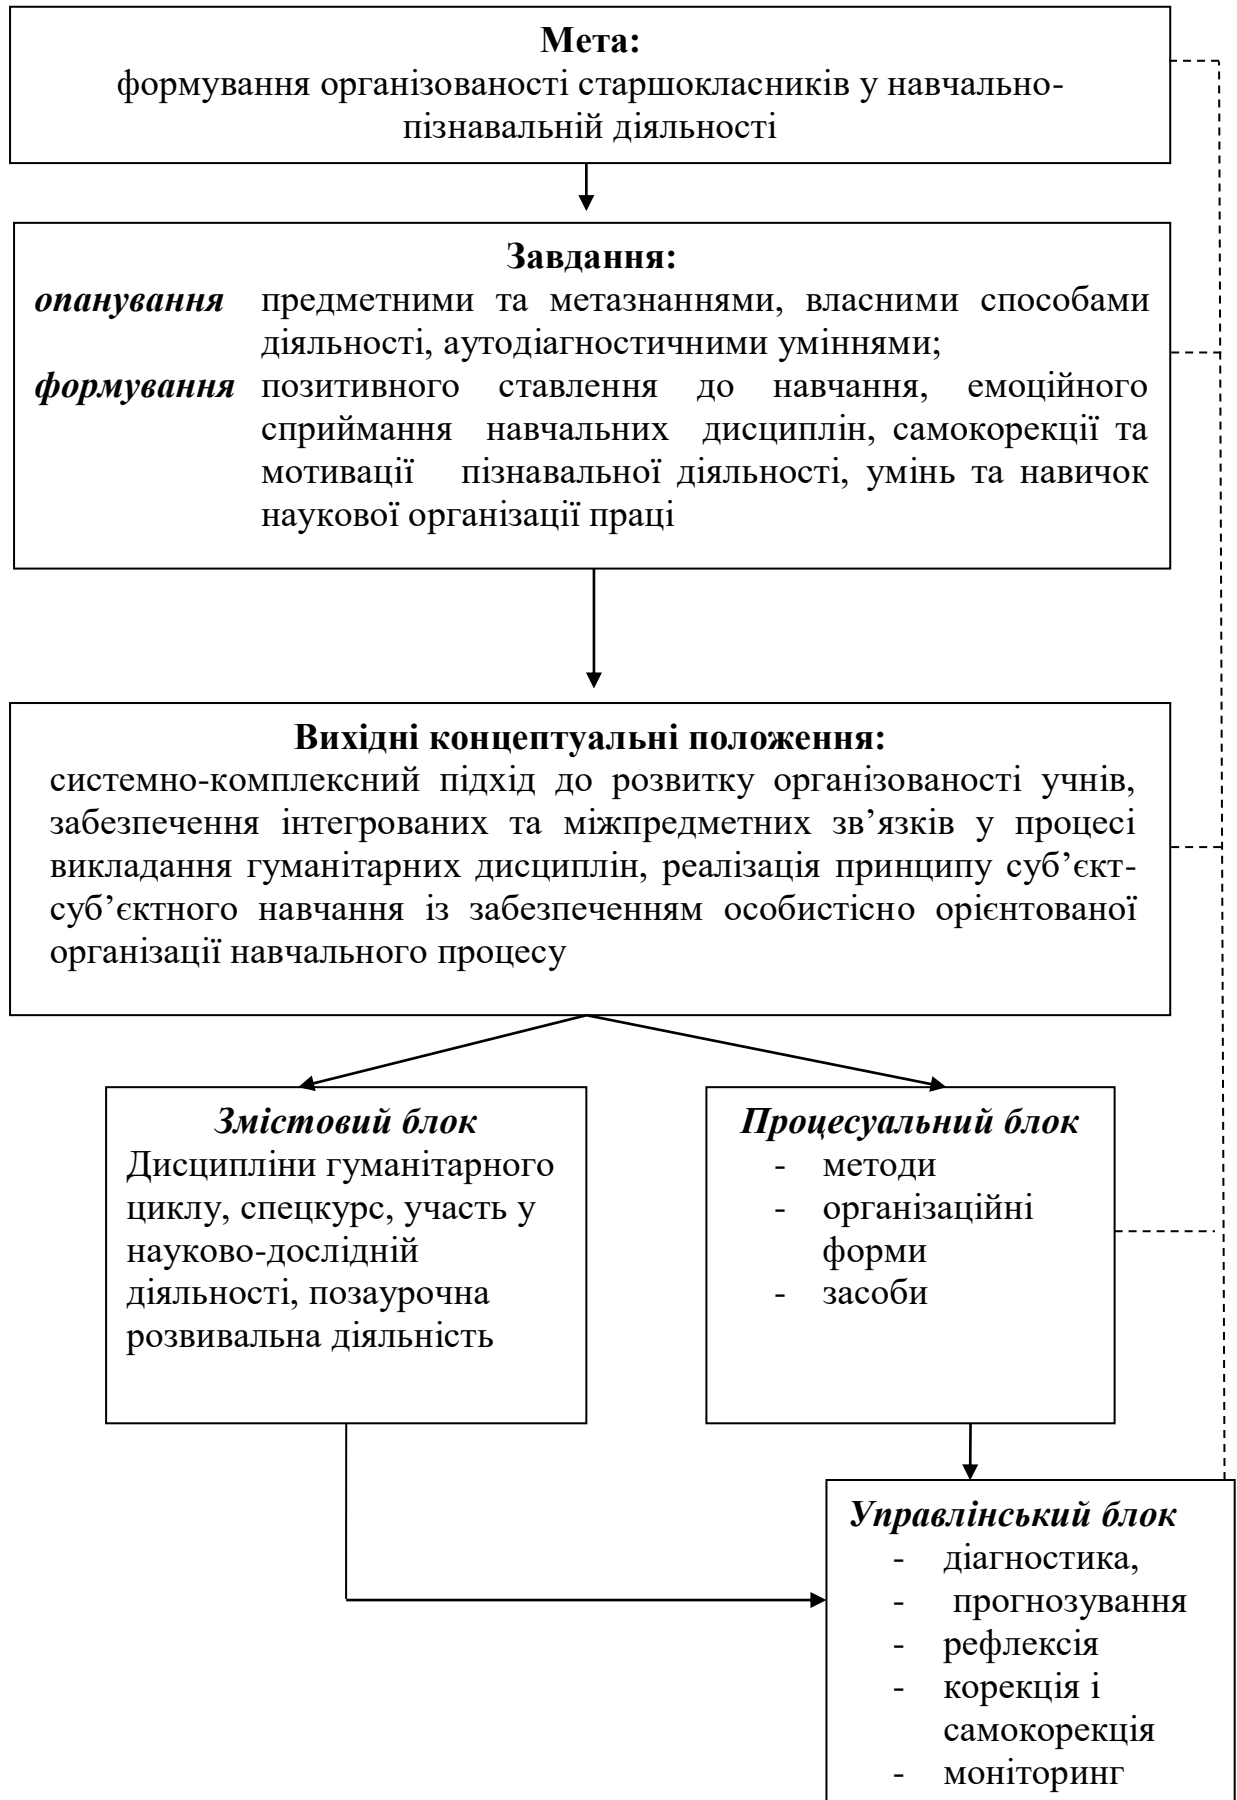 Мета:
формування організованості старшокласників у навчально-
пізнавальній діяльності
Завдання:
опанування предметними та метазнаннями, власними способами
діяльності, аутодіагностичними уміннями;
формування позитивного ставлення до навчання, емоційного
сприймання навчальних дисциплін, самокорекції та
мотивації пізнавальної діяльності, умінь та навичок
наукової організації праці
Вихідні концептуальні положення:
системно-комплексний підхід до розвитку організованості учнів,
забезпечення інтегрованих та міжпредметних зв’язків у процесі
викладання гуманітарних дисциплін, реалізація принципу суб’єкт-
суб’єктного навчання із забезпеченням особистісно орієнтованої
організації навчального процесу
Змістовий блок
Дисципліни гуманітарного
циклу, спецкурс, участь у
науково-дослідній
діяльності, позаурочна
розвивальна діяльність
Процесуальний блок
- методи
- організаційні
форми
- засоби
Управлінський блок
- діагностика,
- прогнозування
- рефлексія
- корекція і
самокорекція
- моніторинг